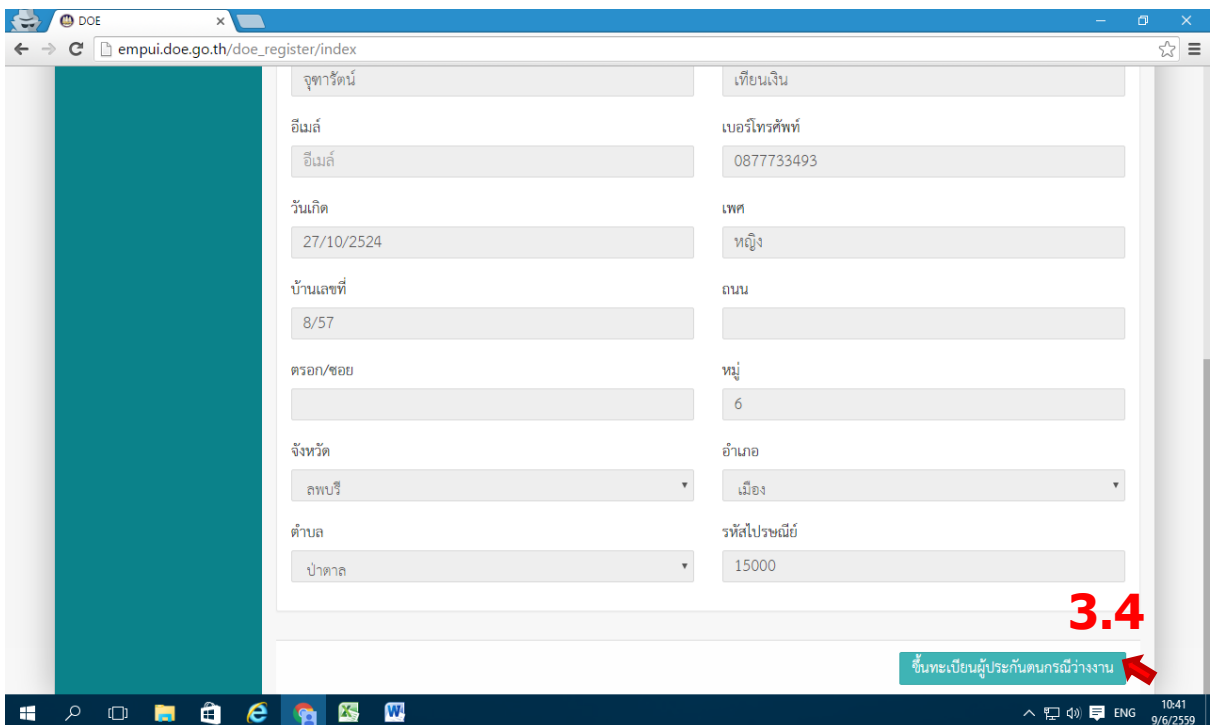 DOE
empui.doe.go.th/doe_register/index
จุฑารัตน์ เทียนเงิน
อีเมล์ เบอร์โทรศัพท์
อีเมล์ 0877733493
วันเกิด เพศ
27/10/2524 หญิง
บ้านเลขที่ ถนน
8/57
ตรอก/ซอย หมู่
6
จังหวัด อำเภอ
ลพบุรี เมือง
ตำบล รหัสไปรษณีย์
ป่าตาล 15000
3.4
ขึ้นทะเบียนผู้ประกันตนกรณีว่างงาน
ENG 10:41
9/6/2559